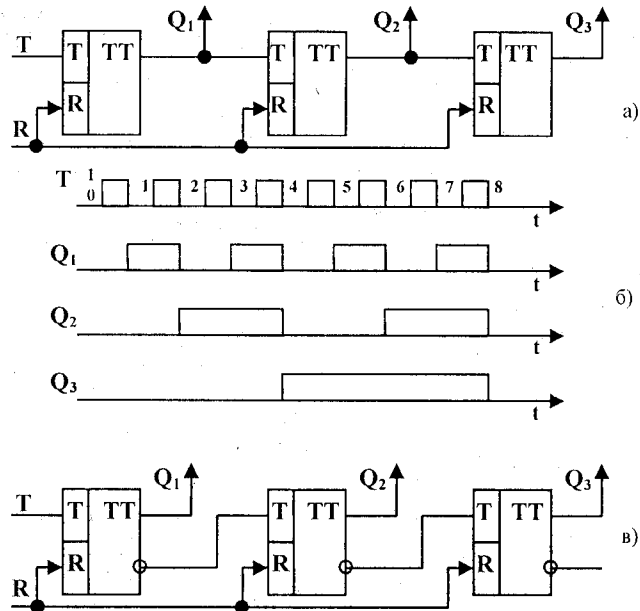 Q₁ Q₂ Q₃
T T TT T TT T TT
R R R
R
а)
T 1 0 1 2 3 4 5 6 7 8
t
Q₁
t
б)
Q₂
t
Q₃
t
Q₁ Q₂ Q₃
T T TT T TT T TT
в)
R R R
R